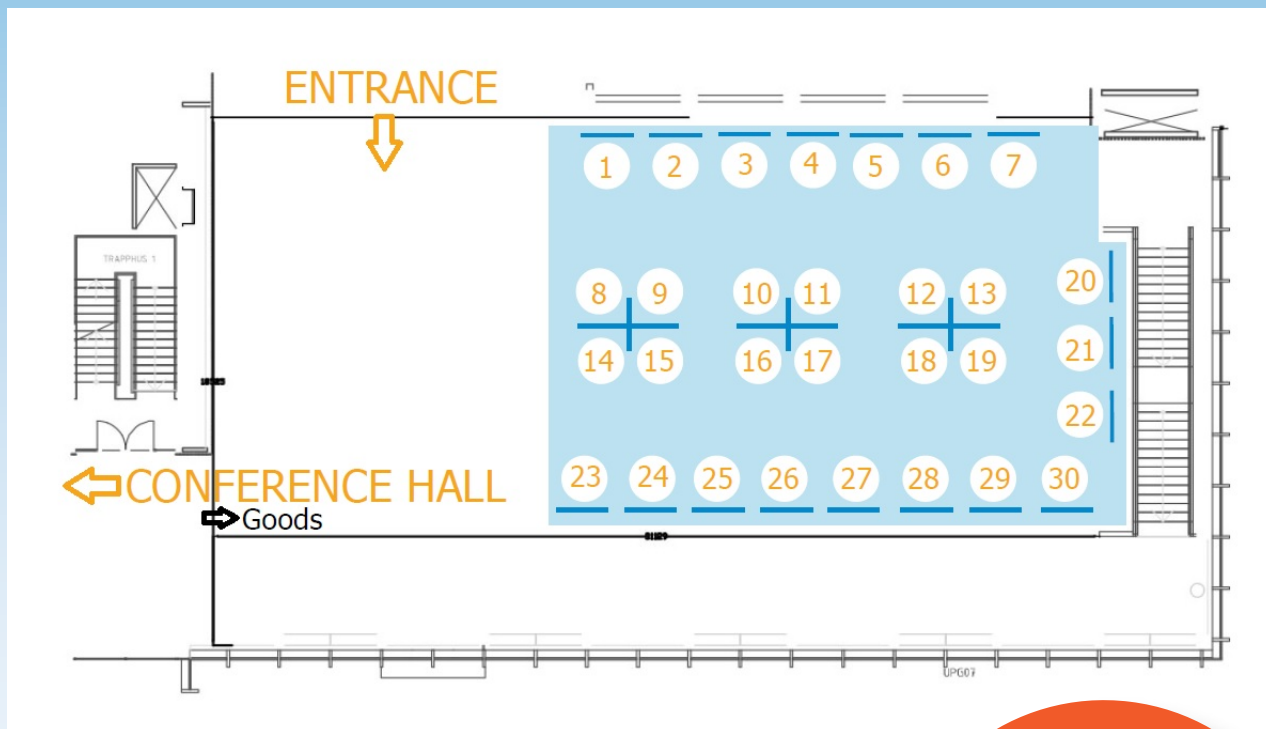 ENTRANCE
1 2 3 4 5 6 7
TRAPPHUS 1
8 9 10 11 12 13
20
14 15 16 17 18 19
21
22
23 24 25 26 27 28 29 30
CONFERENCE HALL
Goods
UPG07